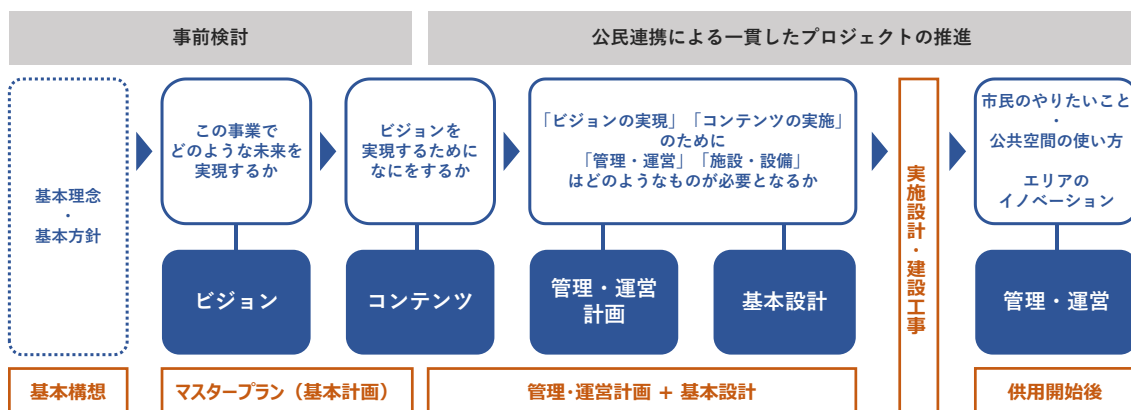 事前検討
公民連携による一貫したプロジェクトの推進
基本理念
・
基本方針
この事業で
どのような未来を
実現するか
ビジョンを
実現するために
なにをするか
「ビジョンの実現」「コンテンツの実施」
のために
「管理・運営」「施設・設備」
はどのようなものが必要となるか
実施設計・建設工事
市民のやりたいこと
・
公共空間の使い方
エリアの
イノベーション
ビジョン
コンテンツ
管理・運営
計画
基本設計
管理・運営
基本構想
マスタープラン（基本計画）
管理・運営計画 + 基本設計
供用開始後